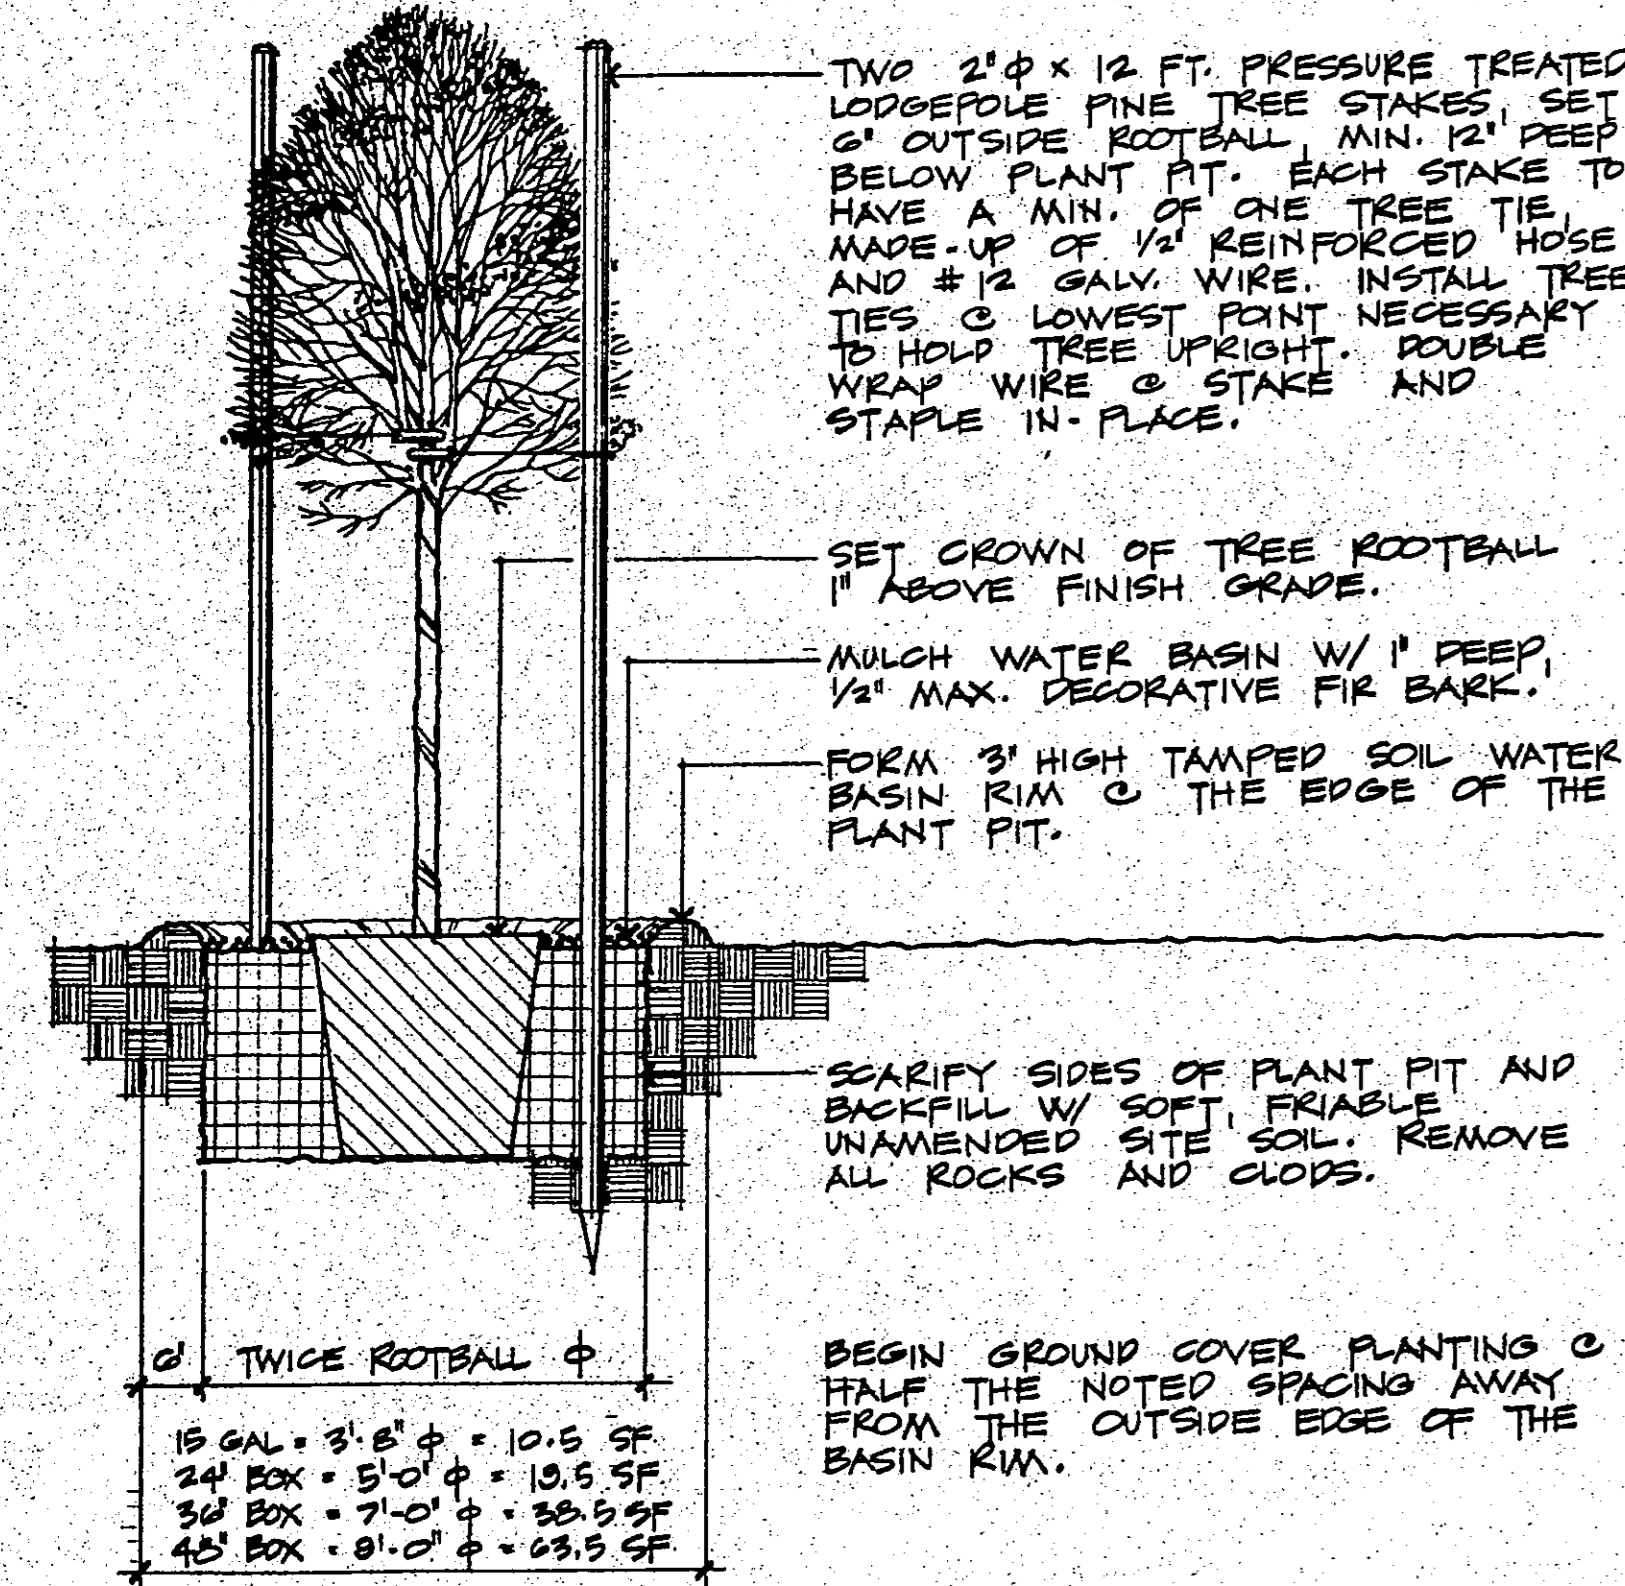 TWO 2"ϕ x 12 FT. PRESSURE TREATED
LODGEPOLE PINE TREE STAKES, SET
6" OUTSIDE ROOTBALL, MIN. 12" DEEP
BELOW PLANT PIT. EACH STAKE TO
HAVE A MIN. OF ONE TREE TIE,
MADE-UP OF 1/2" REINFORCED HOSE
AND #12 GALV. WIRE. INSTALL TREE
TIES @ LOWEST POINT NECESSARY
TO HOLD TREE UPRIGHT. DOUBLE
WRAP WIRE @ STAKE AND
STAPLE IN-PLACE.
SET CROWN OF TREE ROOTBALL
1" ABOVE FINISH GRADE.
MULCH WATER BASIN W/ 1" DEEP,
1/2" MAX. DECORATIVE FIR BARK.
FORM 3" HIGH TAMPED SOIL WATER
BASIN RIM @ THE EDGE OF THE
PLANT PIT.
SCARIFY SIDES OF PLANT PIT AND
BACKFILL W/ SOFT, FRIABLE
UNAMENDED SITE SOIL. REMOVE
ALL ROCKS AND CLODS.
BEGIN GROUND COVER PLANTING @
HALF THE NOTED SPACING AWAY
FROM THE OUTSIDE EDGE OF THE
BASIN RIM.
6" TWICE ROOTBALL ϕ
15 GAL = 3'-8" ϕ = 10.5 SF.
24" BOX = 5'-0" ϕ = 19.5 SF.
36" BOX = 7'-0" ϕ = 38.5 SF
48" BOX = 9'-0" ϕ = 63.5 SF.